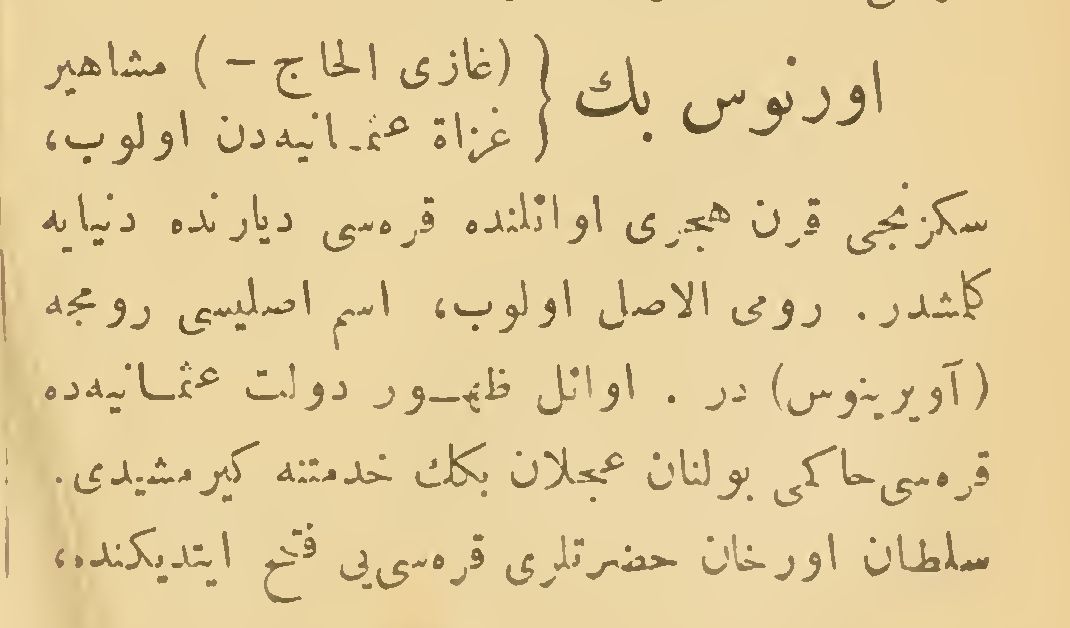 اورنوس بك { (غازى الحاج –) مشاهير
غزاة عثمانيه‌دن اولوب،
سكزنجى قرن هجرى اوائلنده قره‌سى ديارنده دنيايه
كلمشدر. رومى الاصل اولوب، اسم اصليسى رومجه
(آويرينوس) در. اوائل ظهور دولت عثمانيه‌ده
قره‌سى حاكمى بولنان عجلان بكك خدمتنه كيرمشيدى.
سلطان اورخان حضرتلرى قره‌سى‌يى فتح ايتديكنده،